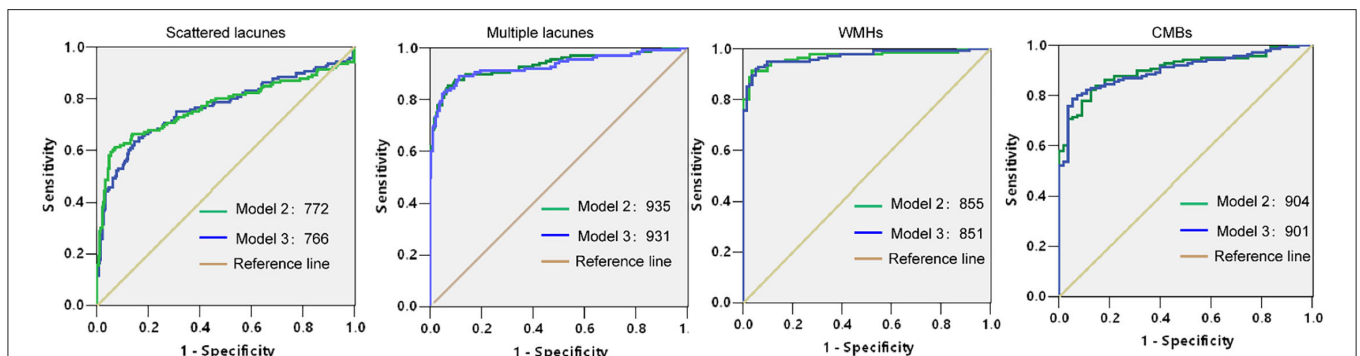 Scattered lacunes
1.0
0.8
0.6
0.4
0.2
0.0
Sensitivity
Model 2: 772
Model 3: 766
Reference line
0.0 0.2 0.4 0.6 0.8 1.0
1 - Specificity
Multiple lacunes
1.0
0.8
0.6
0.4
0.2
0.0
Sensitivity
Model 2: 935
Model 3: 931
Reference line
0.0 0.2 0.4 0.6 0.8 1.0
1 - Specificity
WMHs
1.0
0.8
0.6
0.4
0.2
0.0
Sensitivity
Model 2: 855
Model 3: 851
Reference line
0.0 0.2 0.4 0.6 0.8 1.0
1 - Specificity
CMBs
1.0
0.8
0.6
0.4
0.2
0.0
Sensitivity
Model 2: 904
Model 3: 901
Reference line
0.0 0.2 0.4 0.6 0.8 1.0
1 - Specificity